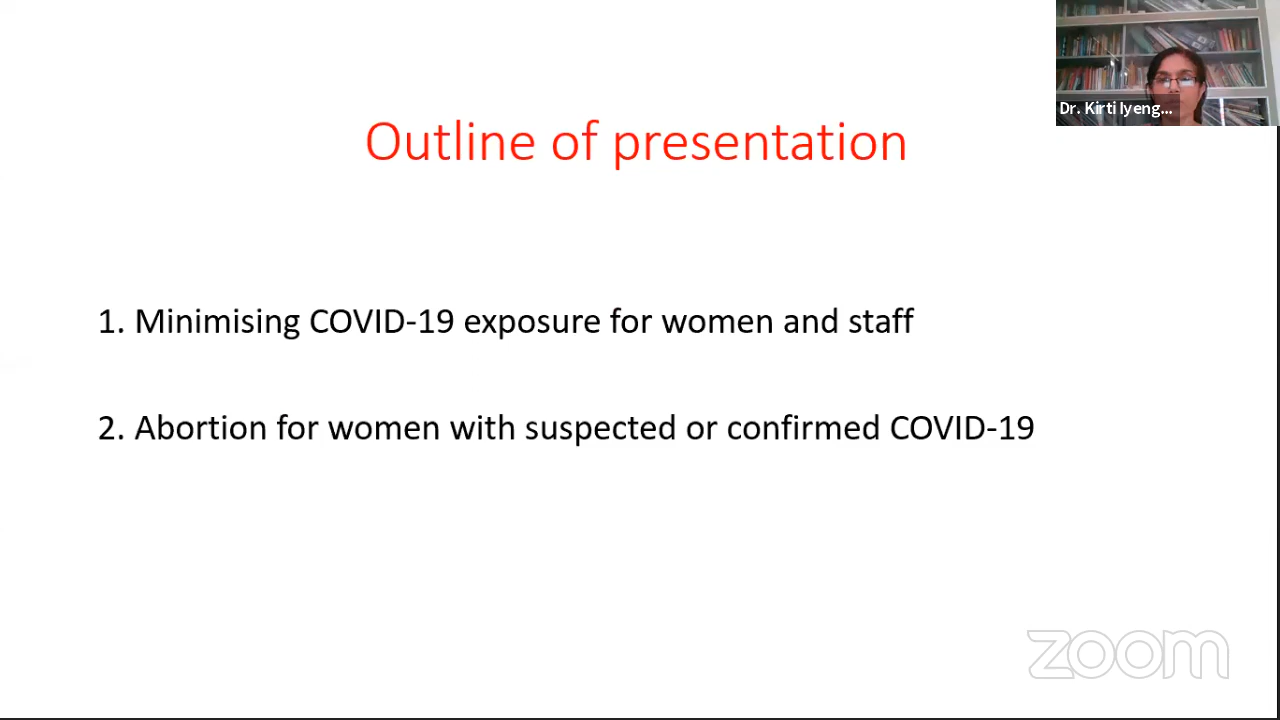 Dr. Kirti Iyeng...
Outline of presentation
1. Minimising COVID-19 exposure for women and staff
2. Abortion for women with suspected or confirmed COVID-19
zoom